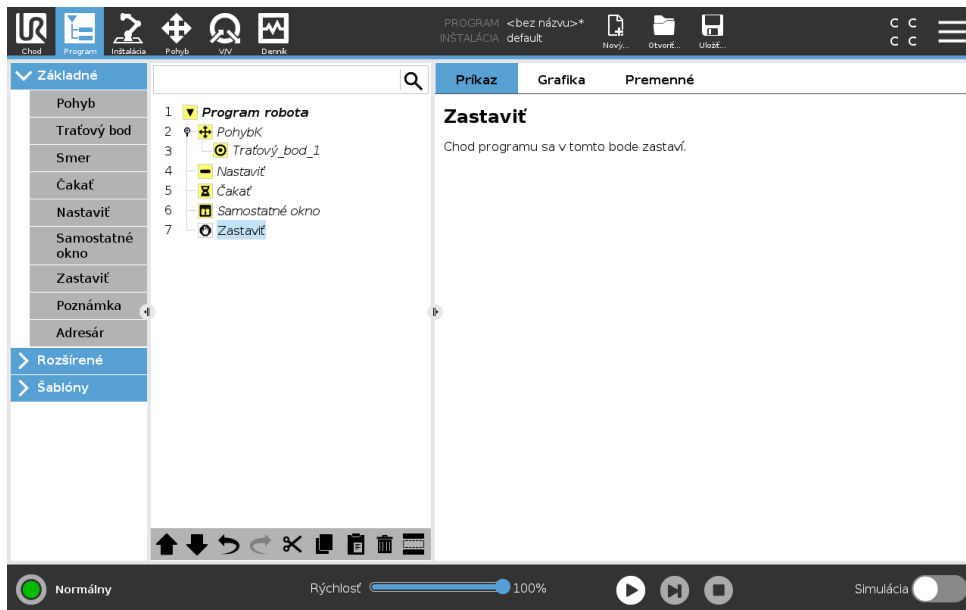 Chod
Program
Inštalácia
Pohyb
V/V
Denník
PROGRAM <bez názvu>*
INŠTALÁCIA default
Nový...
Otvoriť...
Uložiť...
C C
C C
Základné
Pohyb
Traťový bod
Smer
Čakať
Nastaviť
Samostatné
okno
Zastaviť
Poznámka
Adresár
Rozšírené
Šablóny
1 Program robota
2 PohybK
3 Traťový_bod_1
4 Nastaviť
5 Čakať
6 Samostatné okno
7 Zastaviť
Príkaz
Grafika
Premenné
Zastaviť
Chod programu sa v tomto bode zastaví.
Normálny
Rýchlosť
100%
Simulácia